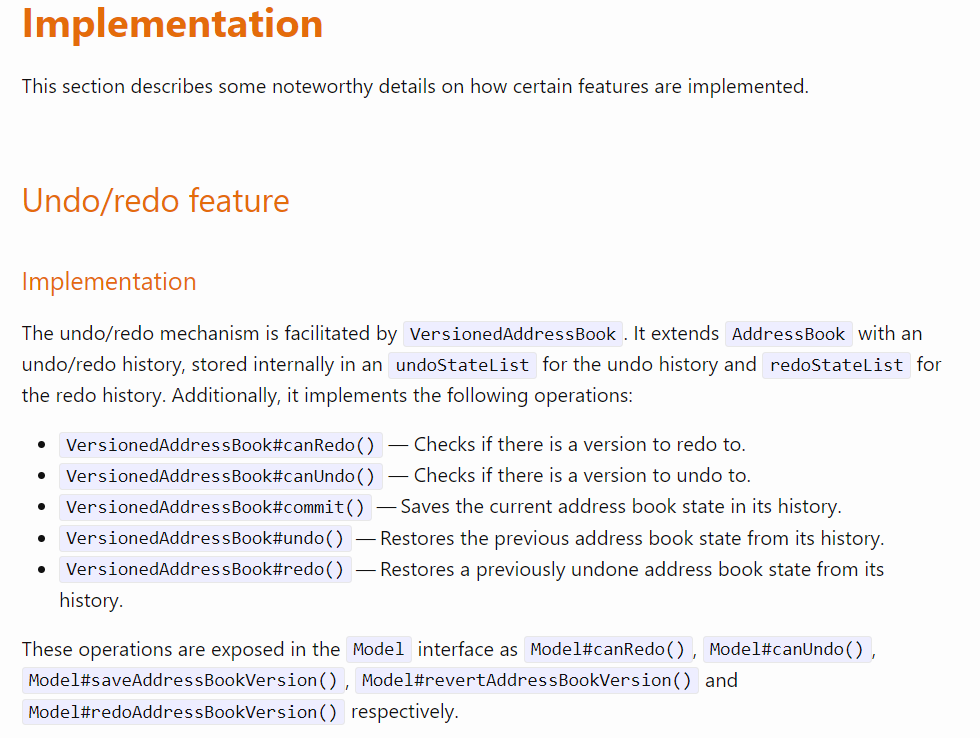 Implementation
This section describes some noteworthy details on how certain features are implemented.
Undo/redo feature
Implementation
The undo/redo mechanism is facilitated by VersionedAddressBook. It extends AddressBook with an
undo/redo history, stored internally in an undoStateList for the undo history and redoStateList for
the redo history. Additionally, it implements the following operations:
• VersionedAddressBook#canRedo() — Checks if there is a version to redo to.
• VersionedAddressBook#canUndo() — Checks if there is a version to undo to.
• VersionedAddressBook#commit() — Saves the current address book state in its history.
• VersionedAddressBook#undo() — Restores the previous address book state from its history.
• VersionedAddressBook#redo() — Restores a previously undone address book state from its
history.
These operations are exposed in the Model interface as Model#canRedo(), Model#canUndo(),
Model#saveAddressBookVersion(), Model#revertAddressBookVersion() and
Model#redoAddressBookVersion() respectively.